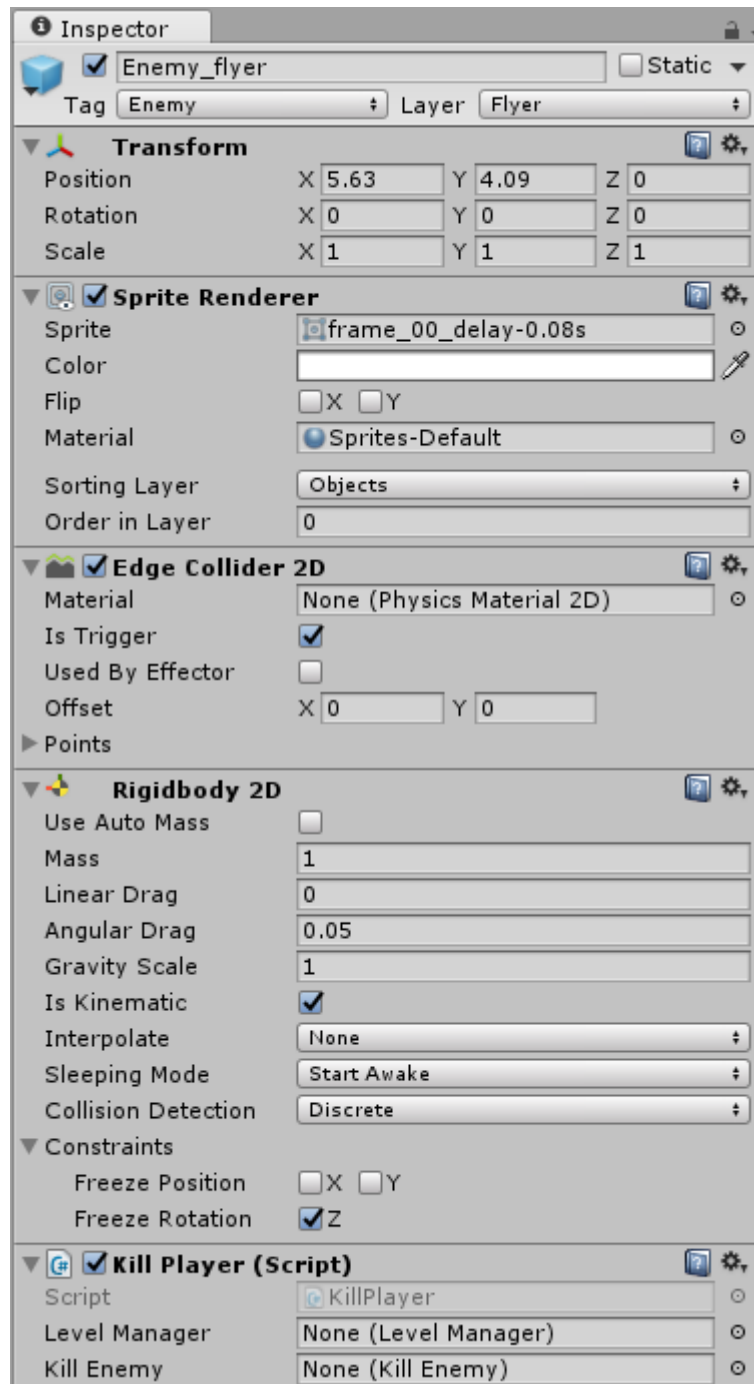 Inspector
Enemy_flyer Static
Tag Enemy Layer Flyer
Transform
Position X 5.63 Y 4.09 Z 0
Rotation X 0 Y 0 Z 0
Scale X 1 Y 1 Z 1
Sprite Renderer
Sprite frame_00_delay-0.08s
Color
Flip X Y
Material Sprites-Default
Sorting Layer Objects
Order in Layer 0
Edge Collider 2D
Material None (Physics Material 2D)
Is Trigger
Used By Effector
Offset X 0 Y 0
Points
Rigidbody 2D
Use Auto Mass
Mass 1
Linear Drag 0
Angular Drag 0.05
Gravity Scale 1
Is Kinematic
Interpolate None
Sleeping Mode Start Awake
Collision Detection Discrete
Constraints
Freeze Position X Y
Freeze Rotation Z
Kill Player (Script)
Script KillPlayer
Level Manager None (Level Manager)
Kill Enemy None (Kill Enemy)